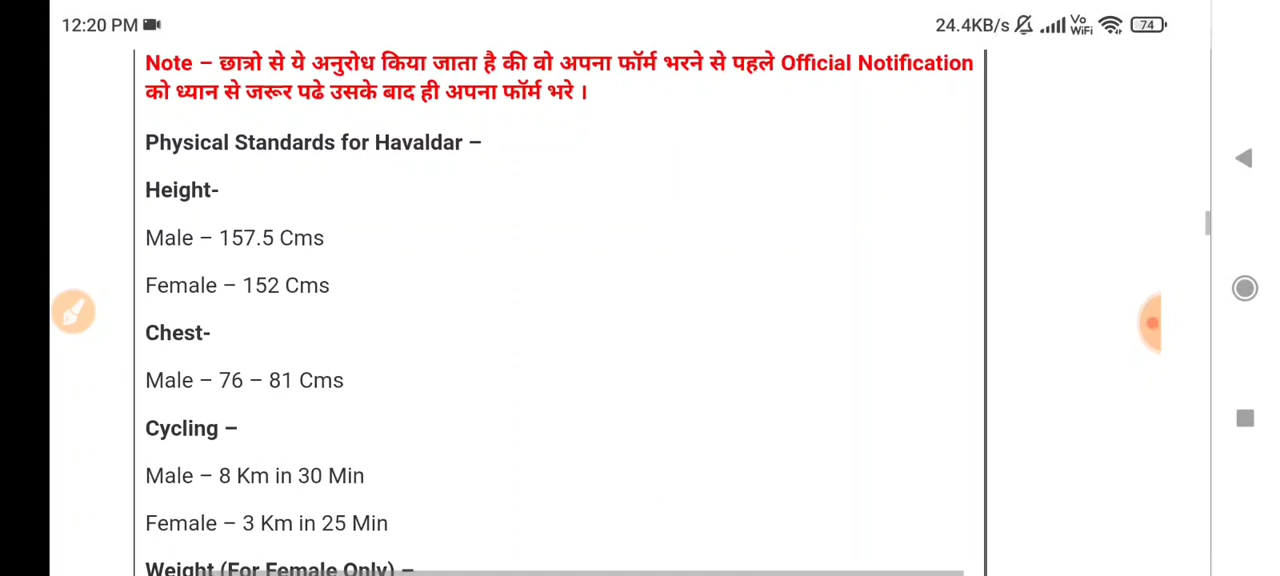 12:20 PM
24.4KB/s Vo WiFi 74
Note – छात्रो से ये अनुरोध किया जाता है की वो अपना फॉर्म भरने से पहले Official Notification
को ध्यान से जरूर पढे उसके बाद ही अपना फॉर्म भरे ।
Physical Standards for Havaldar –
Height-
Male – 157.5 Cms
Female – 152 Cms
Chest-
Male – 76 – 81 Cms
Cycling –
Male – 8 Km in 30 Min
Female – 3 Km in 25 Min
Weight (For Female Only) –